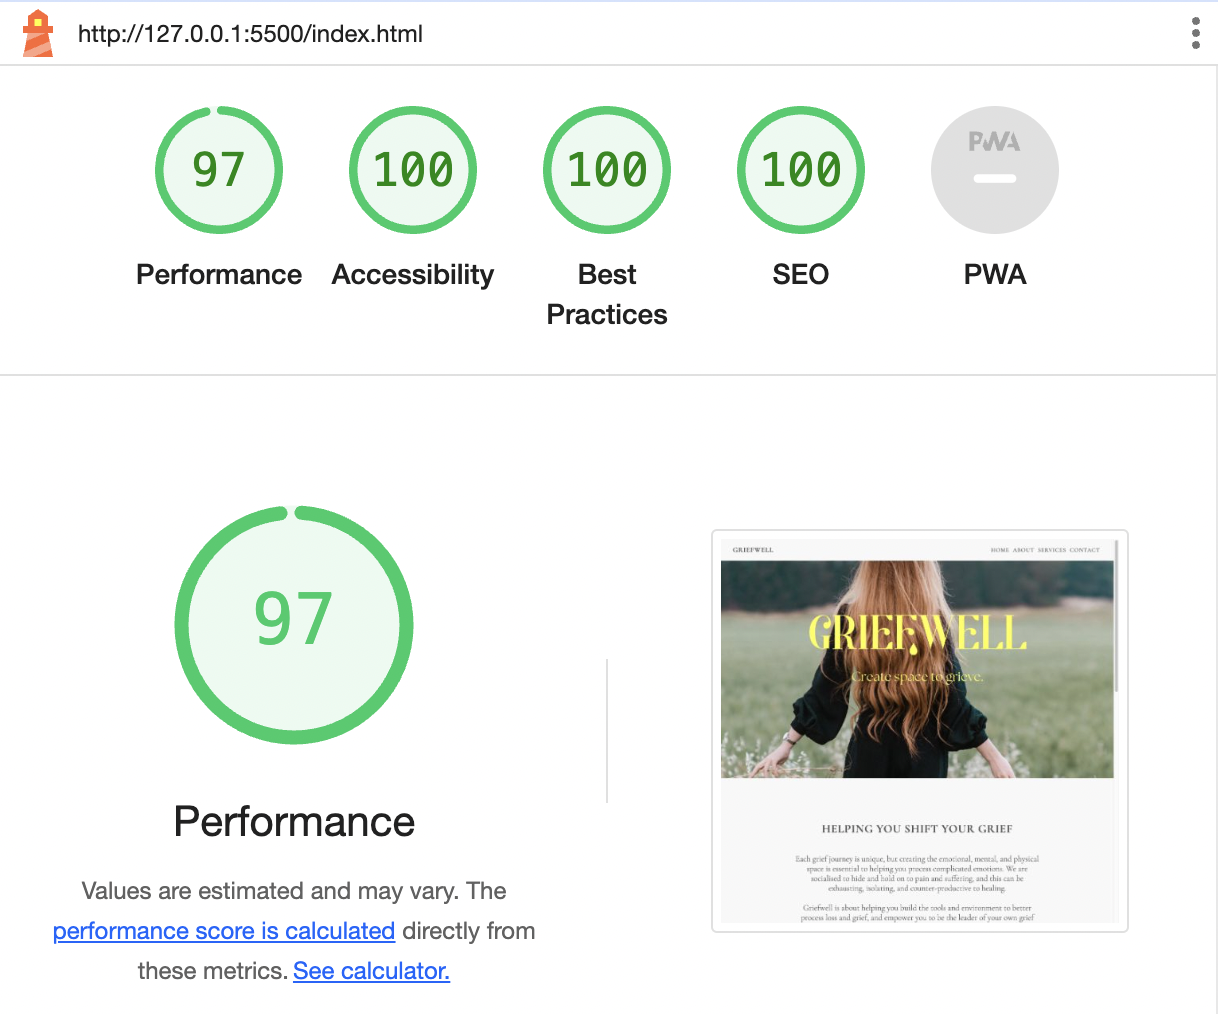 http://127.0.0.1:5500/index.html
97
100
100
100
PWA
Performance
Accessibility
Best
Practices
SEO
PWA
97
Performance
Values are estimated and may vary. The
performance score is calculated directly from
these metrics. See calculator.
GRIEFWELL
HOME ABOUT SERVICES CONTACT
GRIEFWELL
Create space to grieve.
HELPING YOU SHIFT YOUR GRIEF
Each grief journey is unique, but creating the emotional, mental, and physical
space is essential to helping you process complicated emotions. We are
socialised to hide and hold on to pain and suffering, and this can be
exhausting, isolating, and counter-productive to healing.
Griefwell is about helping you build the tools and environment to better
process loss and grief, and empower you to be the leader of your own grief